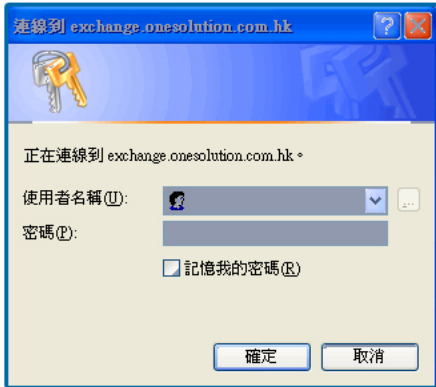 連線到 exchange.onesolution.com.hk
正在連線到 exchange.onesolution.com.hk。
使用者名稱(U):
...
密碼(P):
記憶我的密碼(R)
確定 取消